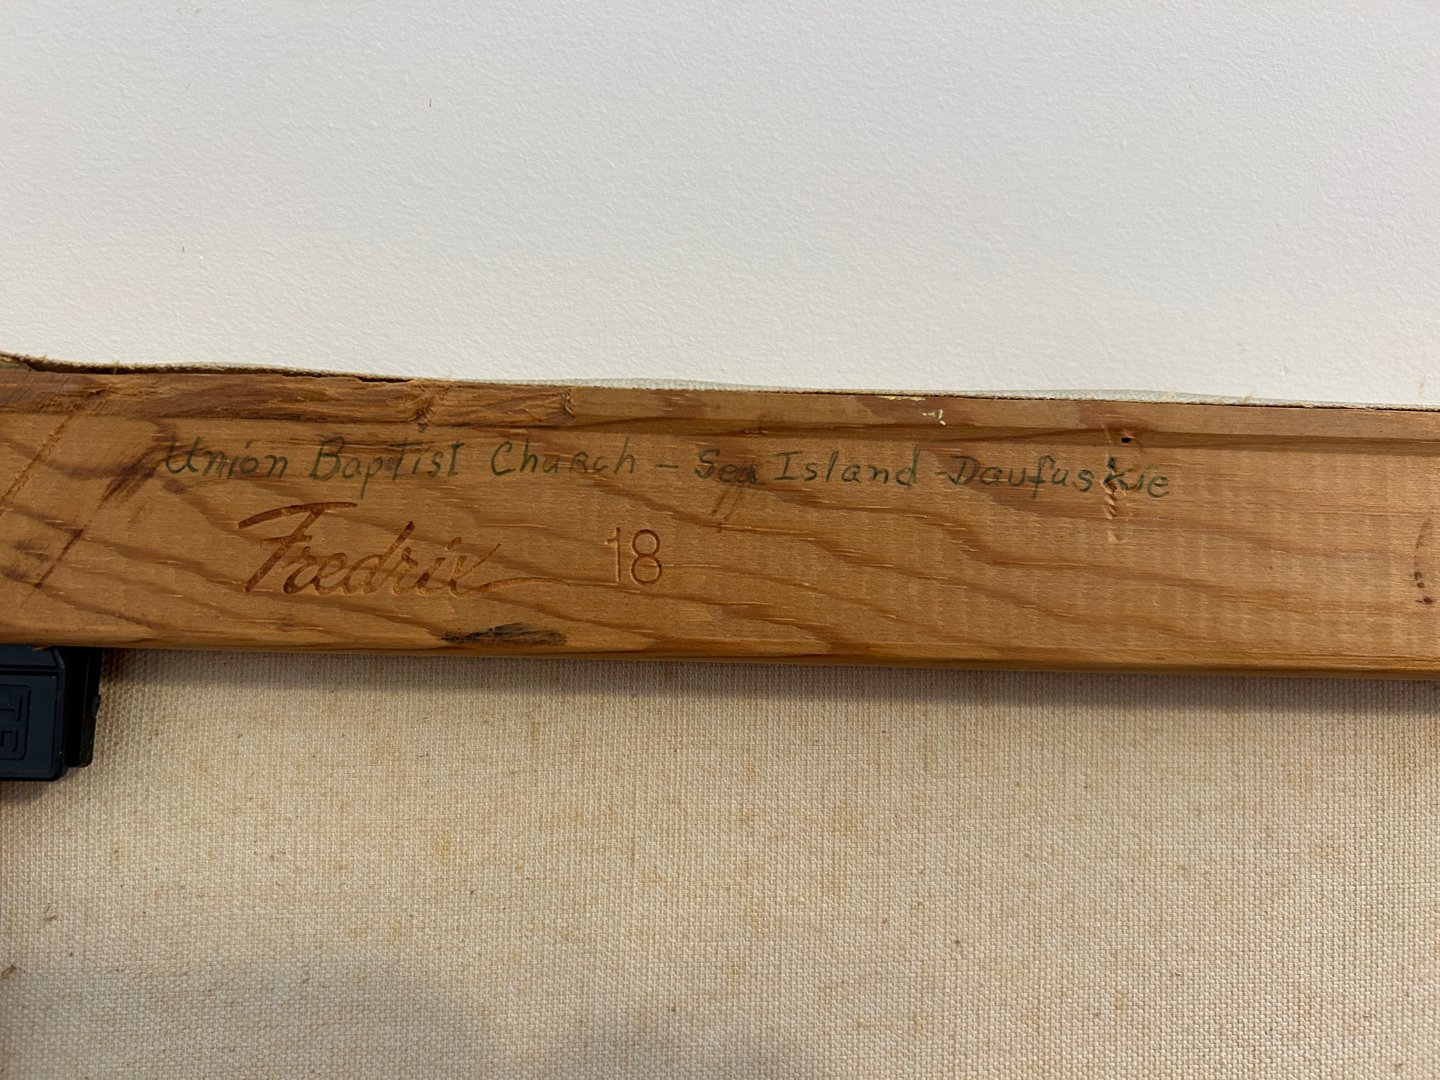 Union Baptist Church - Sea Island - Daufuskie
Fredrix 18